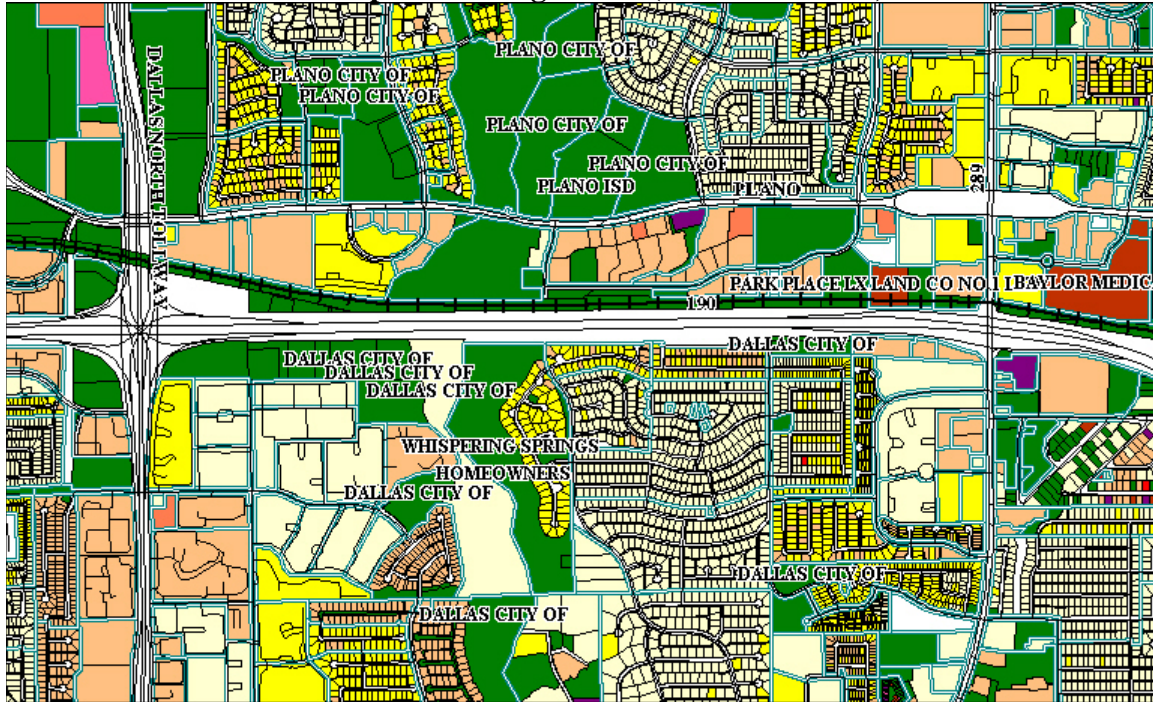 PLANO CITY OF
PLANO CITY OF
PLANO CITY OF
DALLAS NORTH TOLLWAY
PLANO CITY OF
PLANO CITY OF
PLANO ISD
PLANO
289
PARK PLACE LX LAND CO NO 1 L
BAYLOR MEDIC
190
DALLAS CITY OF
DALLAS CITY OF
DALLAS CITY OF
DALLAS CITY OF
WHISPERING SPRINGS
HOMEOWNERS
DALLAS CITY OF
DALLAS CITY OF
DALLAS CITY OF